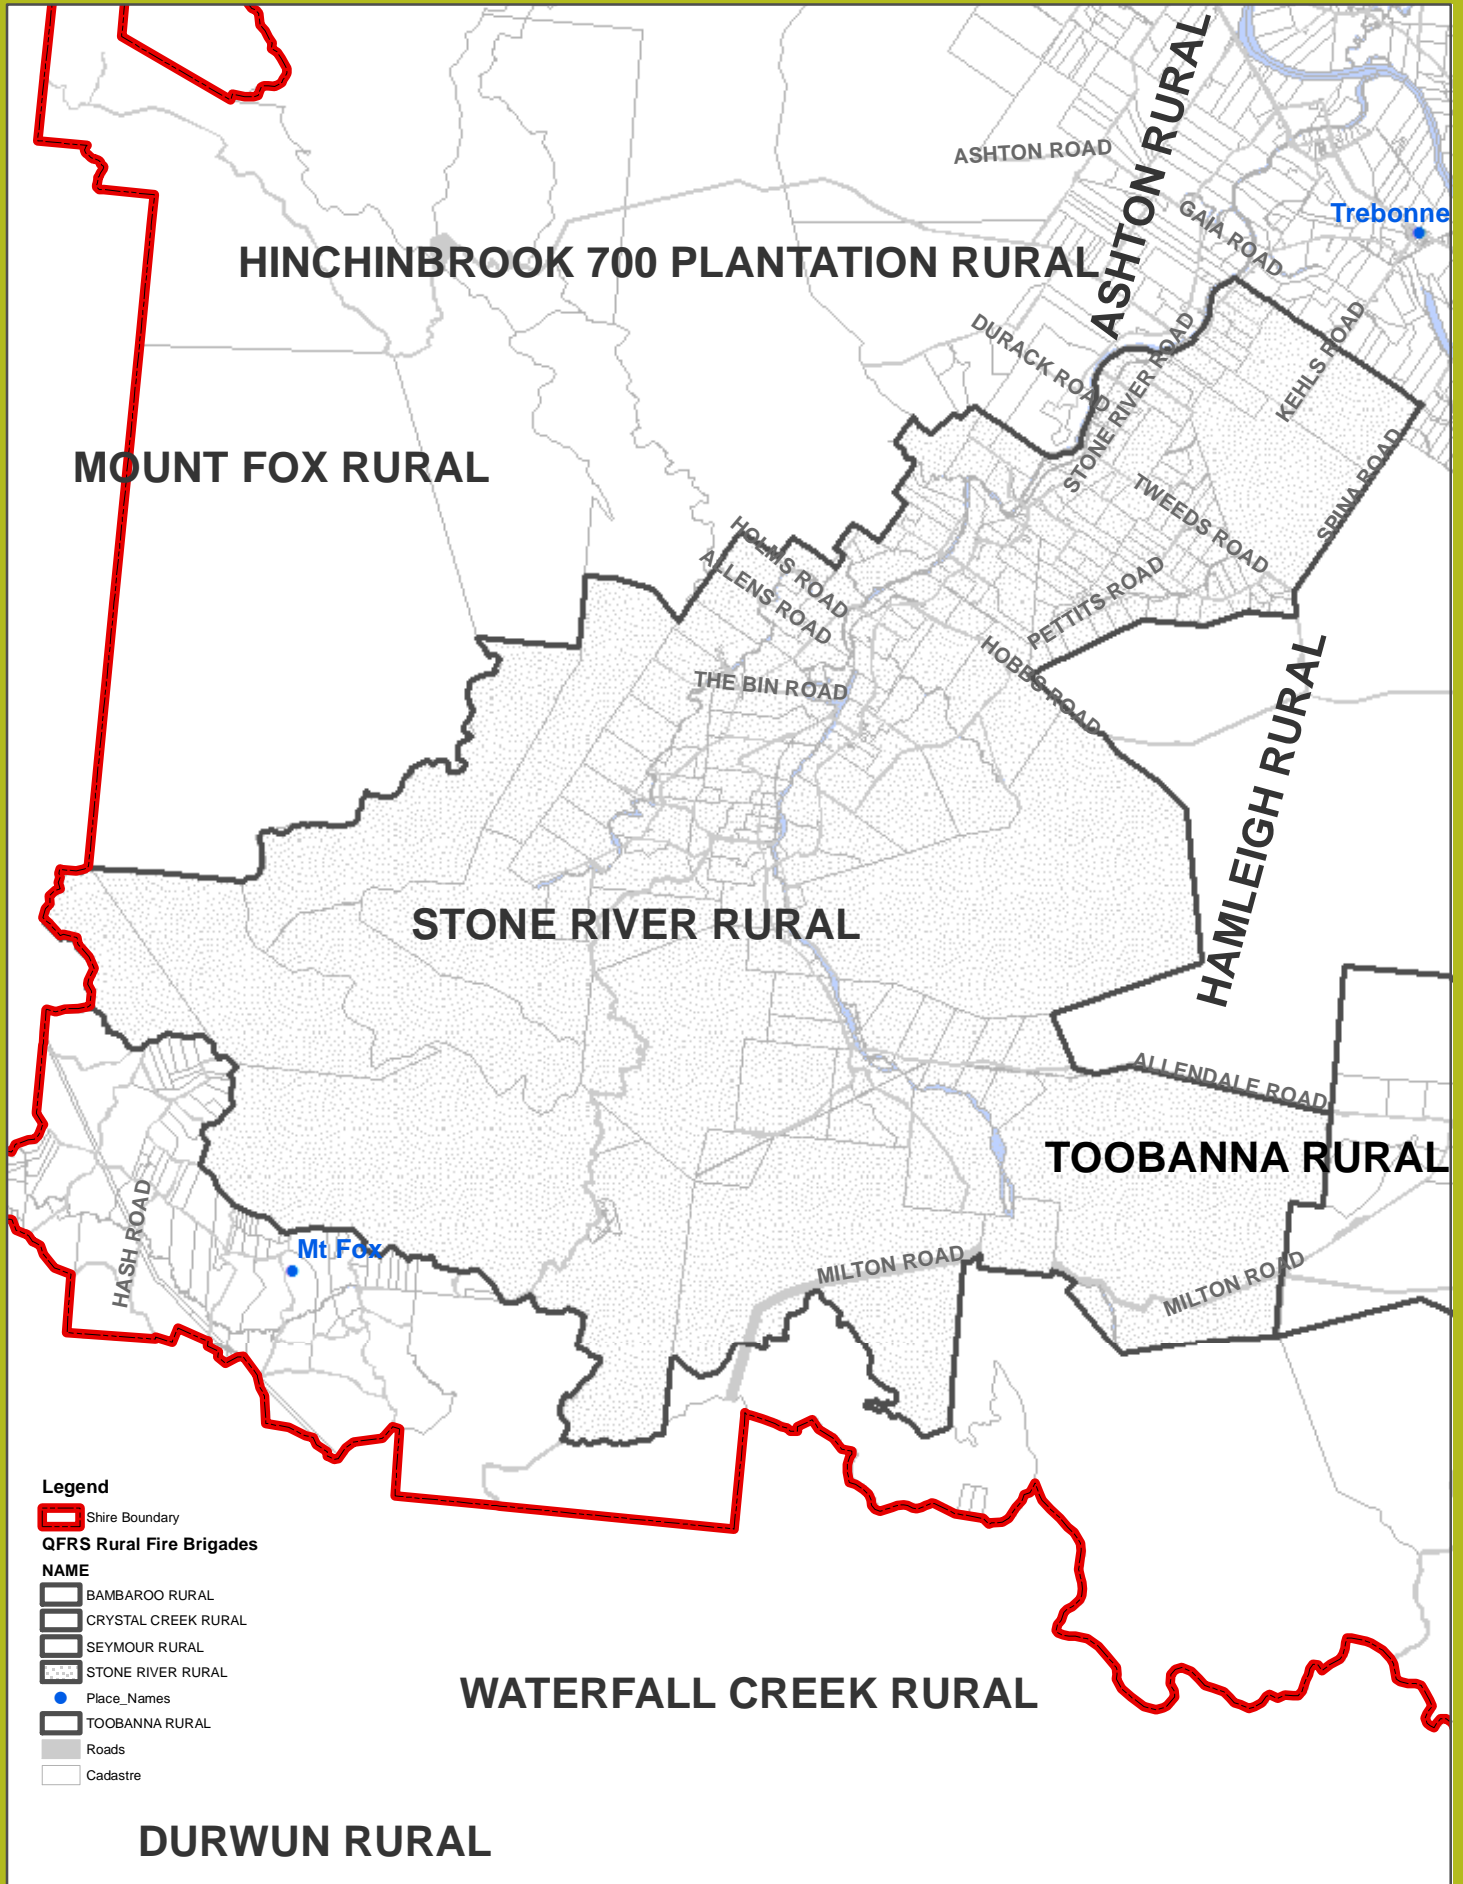 ASHTON RURAL
ASHTON ROAD
GAIA ROAD
Trebonne
HINCHINBROOK 700 PLANTATION RURAL
DURACK ROAD
STONE RIVER ROAD
KEHLS ROAD
MOUNT FOX RURAL
SPINA ROAD
TWEEDS ROAD
HOLMS ROAD
ALLENS ROAD
PETTITS ROAD
HOBBS ROAD
THE BIN ROAD
HAMLEIGH RURAL
STONE RIVER RURAL
ALLENDALE ROAD
TOOBANNA RURAL
HASH ROAD
Mt Fox
MILTON ROAD
MILTON ROAD
Legend
Shire Boundary
QFRS Rural Fire Brigades
NAME
BAMBAROO RURAL
CRYSTAL CREEK RURAL
SEYMOUR RURAL
STONE RIVER RURAL
Place_Names
TOOBANNA RURAL
Roads
Cadastre
WATERFALL CREEK RURAL
DURWUN RURAL